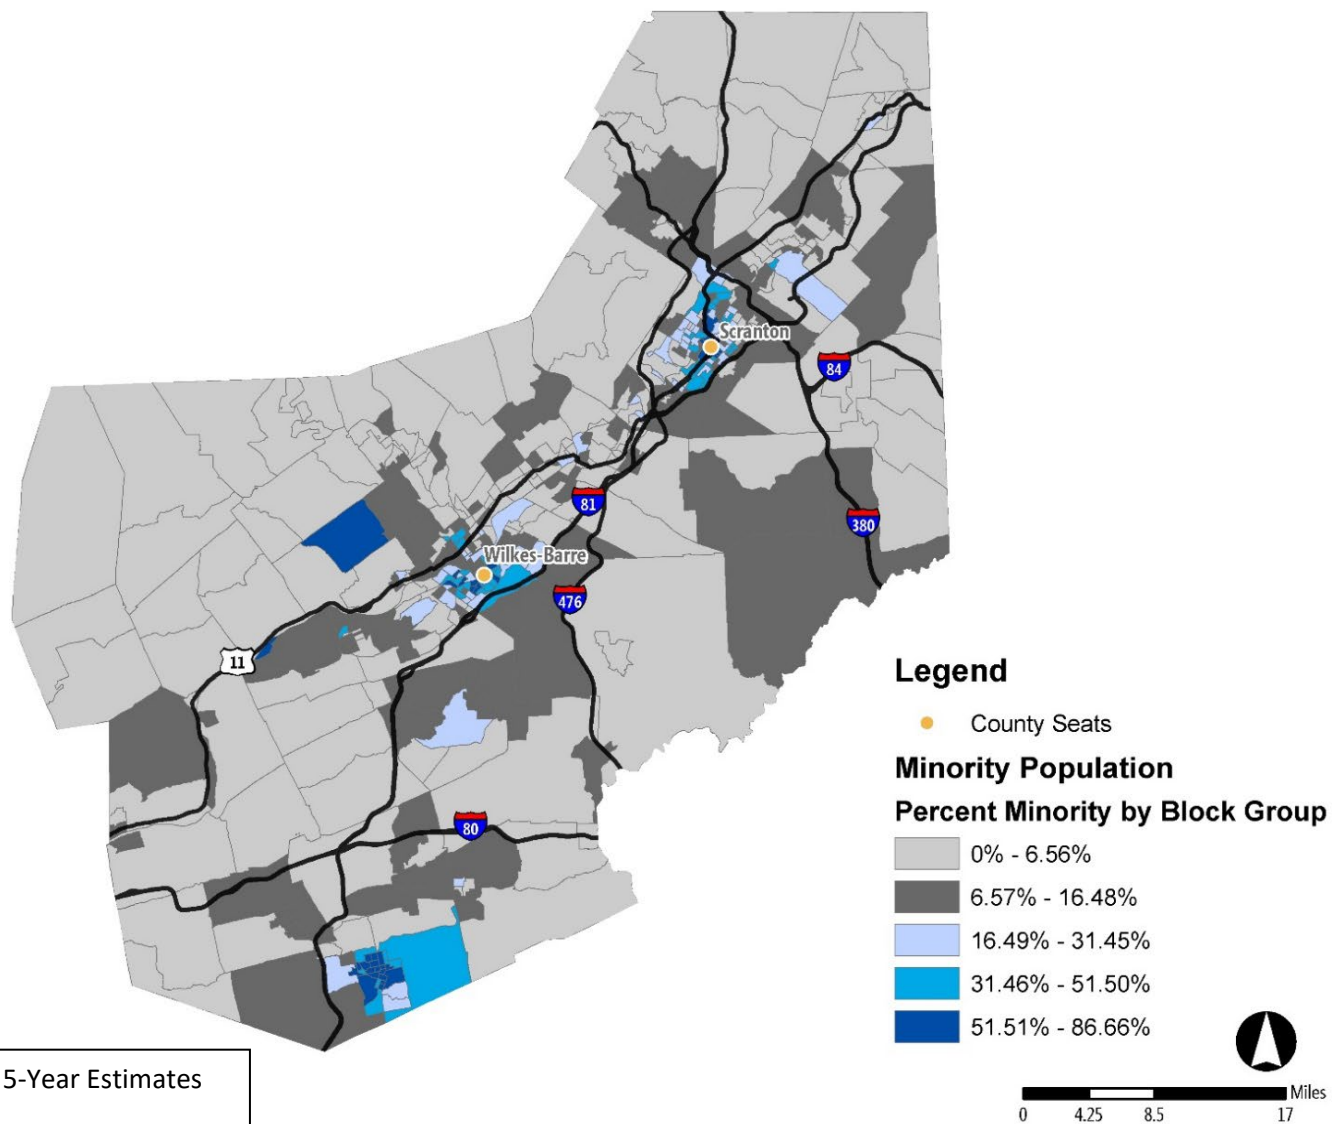 Scranton
84
81
380
Wilkes-Barre
476
11
80
Legend
County Seats
Minority Population
Percent Minority by Block Group
0% - 6.56%
6.57% - 16.48%
16.49% - 31.45%
31.46% - 51.50%
51.51% - 86.66%
5-Year Estimates
Miles
0 4.25 8.5 17